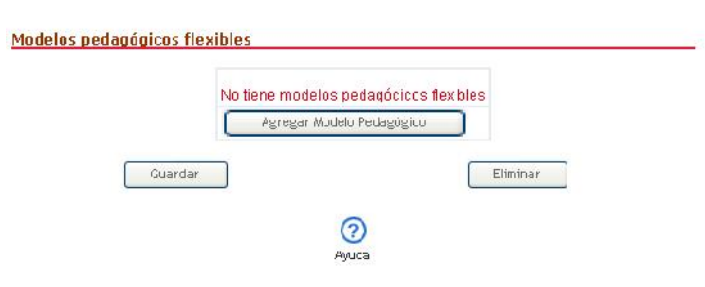 Modelos pedagógicos flexibles
No tiene modelos pedagógicos flexibles
Agregar Modelo Pedagógico
Guardar
Eliminar
Ayuda